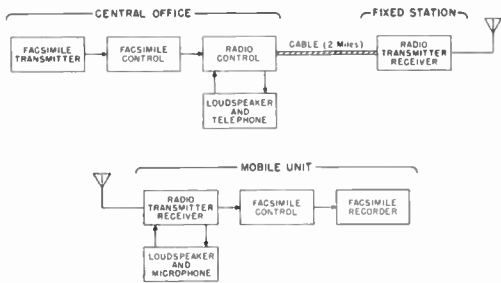 CENTRAL OFFICE
FIXED STATION
FACSIMILE
TRANSMITTER
FACSIMILE
CONTROL
RADIO
CONTROL
CABLE (2 Miles)
RADIO
TRANSMITTER
RECEIVER
LOUDSPEAKER
AND
TELEPHONE
MOBILE UNIT
RADIO
TRANSMITTER
RECEIVER
FACSIMILE
CONTROL
FACSIMILE
RECORDER
LOUDSPEAKER
AND
MICROPHONE